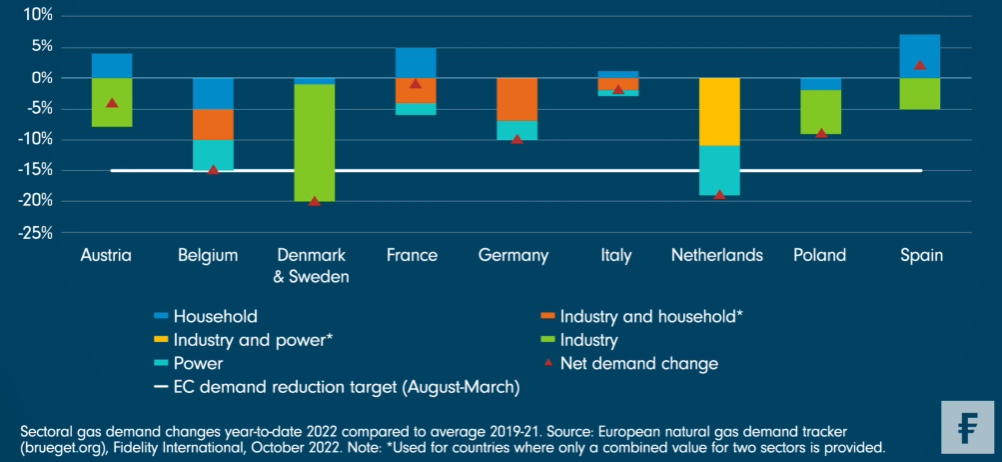 10%
5%
0%
-5%
-10%
-15%
-20%
-25%
Austria
Belgium
Denmark
& Sweden
France
Germany
Italy
Netherlands
Poland
Spain
Household
Industry and household*
Industry and power*
Industry
Power
Net demand change
EC demand reduction target (August-March)
Sectoral gas demand changes year-to-date 2022 compared to average 2019-21. Source: European natural gas demand tracker
(brueget.org), Fidelity International, October 2022. Note: *Used for countries where only a combined value for two sectors is provided.
F